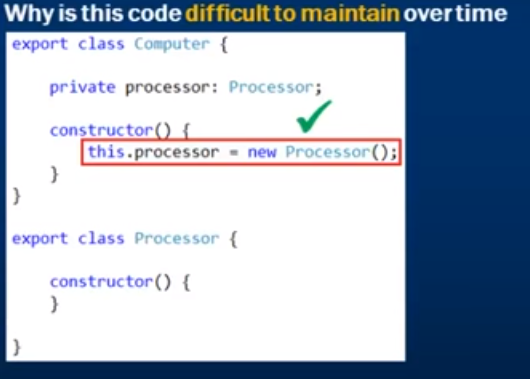 Why is this code difficult to maintain over time
export class Computer {
private processor: Processor;
constructor() {
this.processor = new Processor();
}
}
export class Processor {
constructor() {
}
}